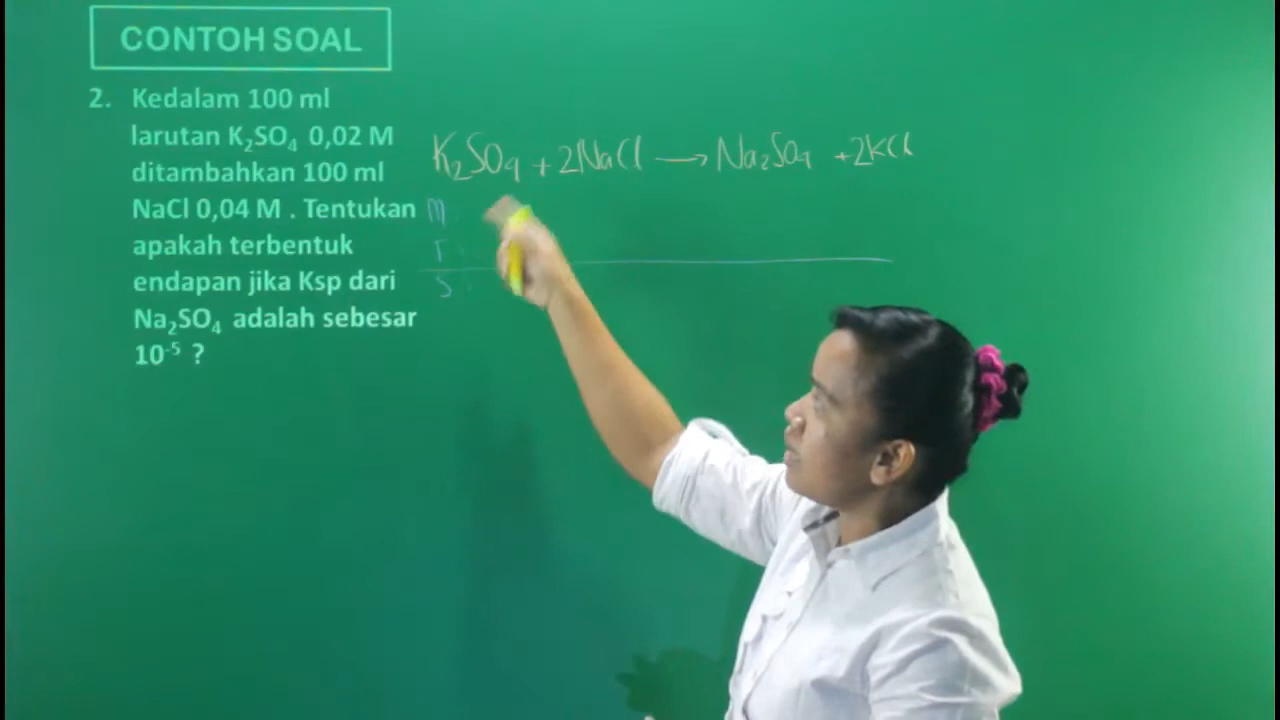 CONTOH SOAL
2. Kedalam 100 ml
larutan K₂SO₄ 0,02 M
ditambahkan 100 ml
NaCl 0,04 M . Tentukan
apakah terbentuk
endapan jika Ksp dari
Na₂SO₄ adalah sebesar
10⁻⁵ ?
K₂SO₄ + 2NaCl → Na₂SO₄ + 2KCl
M :
r :
S :